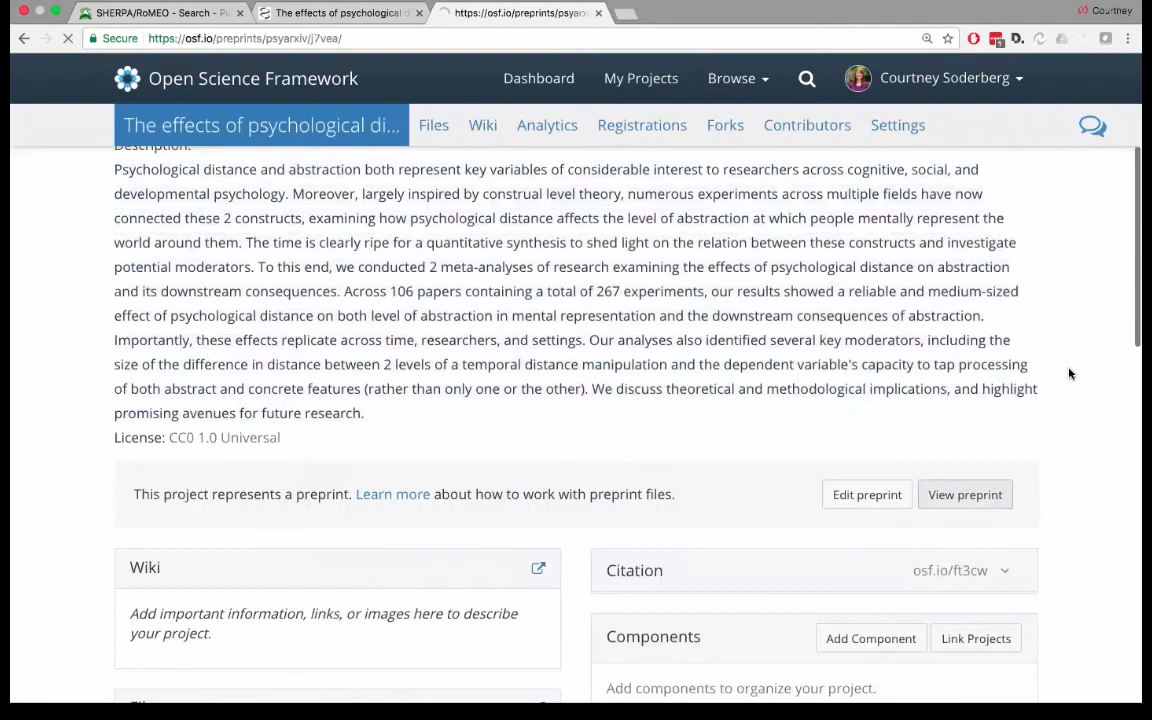 SHERPA/RoMEO - Search - Pu
The effects of psychological d
https://osf.io/preprints/psyarx
Courtney
Secure
https://osf.io/preprints/psyarxiv/j7vea/
Open Science Framework
Dashboard
My Projects
Browse
Courtney Soderberg
The effects of psychological di...
Files
Wiki
Analytics
Registrations
Forks
Contributors
Settings
Description:
Psychological distance and abstraction both represent key variables of considerable interest to researchers across cognitive, social, and
developmental psychology. Moreover, largely inspired by construal level theory, numerous experiments across multiple fields have now
connected these 2 constructs, examining how psychological distance affects the level of abstraction at which people mentally represent the
world around them. The time is clearly ripe for a quantitative synthesis to shed light on the relation between these constructs and investigate
potential moderators. To this end, we conducted 2 meta-analyses of research examining the effects of psychological distance on abstraction
and its downstream consequences. Across 106 papers containing a total of 267 experiments, our results showed a reliable and medium-sized
effect of psychological distance on both level of abstraction in mental representation and the downstream consequences of abstraction.
Importantly, these effects replicate across time, researchers, and settings. Our analyses also identified several key moderators, including the
size of the difference in distance between 2 levels of a temporal distance manipulation and the dependent variable's capacity to tap processing
of both abstract and concrete features (rather than only one or the other). We discuss theoretical and methodological implications, and highlight
promising avenues for future research.
License: CC0 1.0 Universal
This project represents a preprint. Learn more about how to work with preprint files.
Edit preprint
View preprint
Wiki
Add important information, links, or images here to describe
your project.
Citation
osf.io/ft3cw
Components
Add Component
Link Projects
Add components to organize your project.